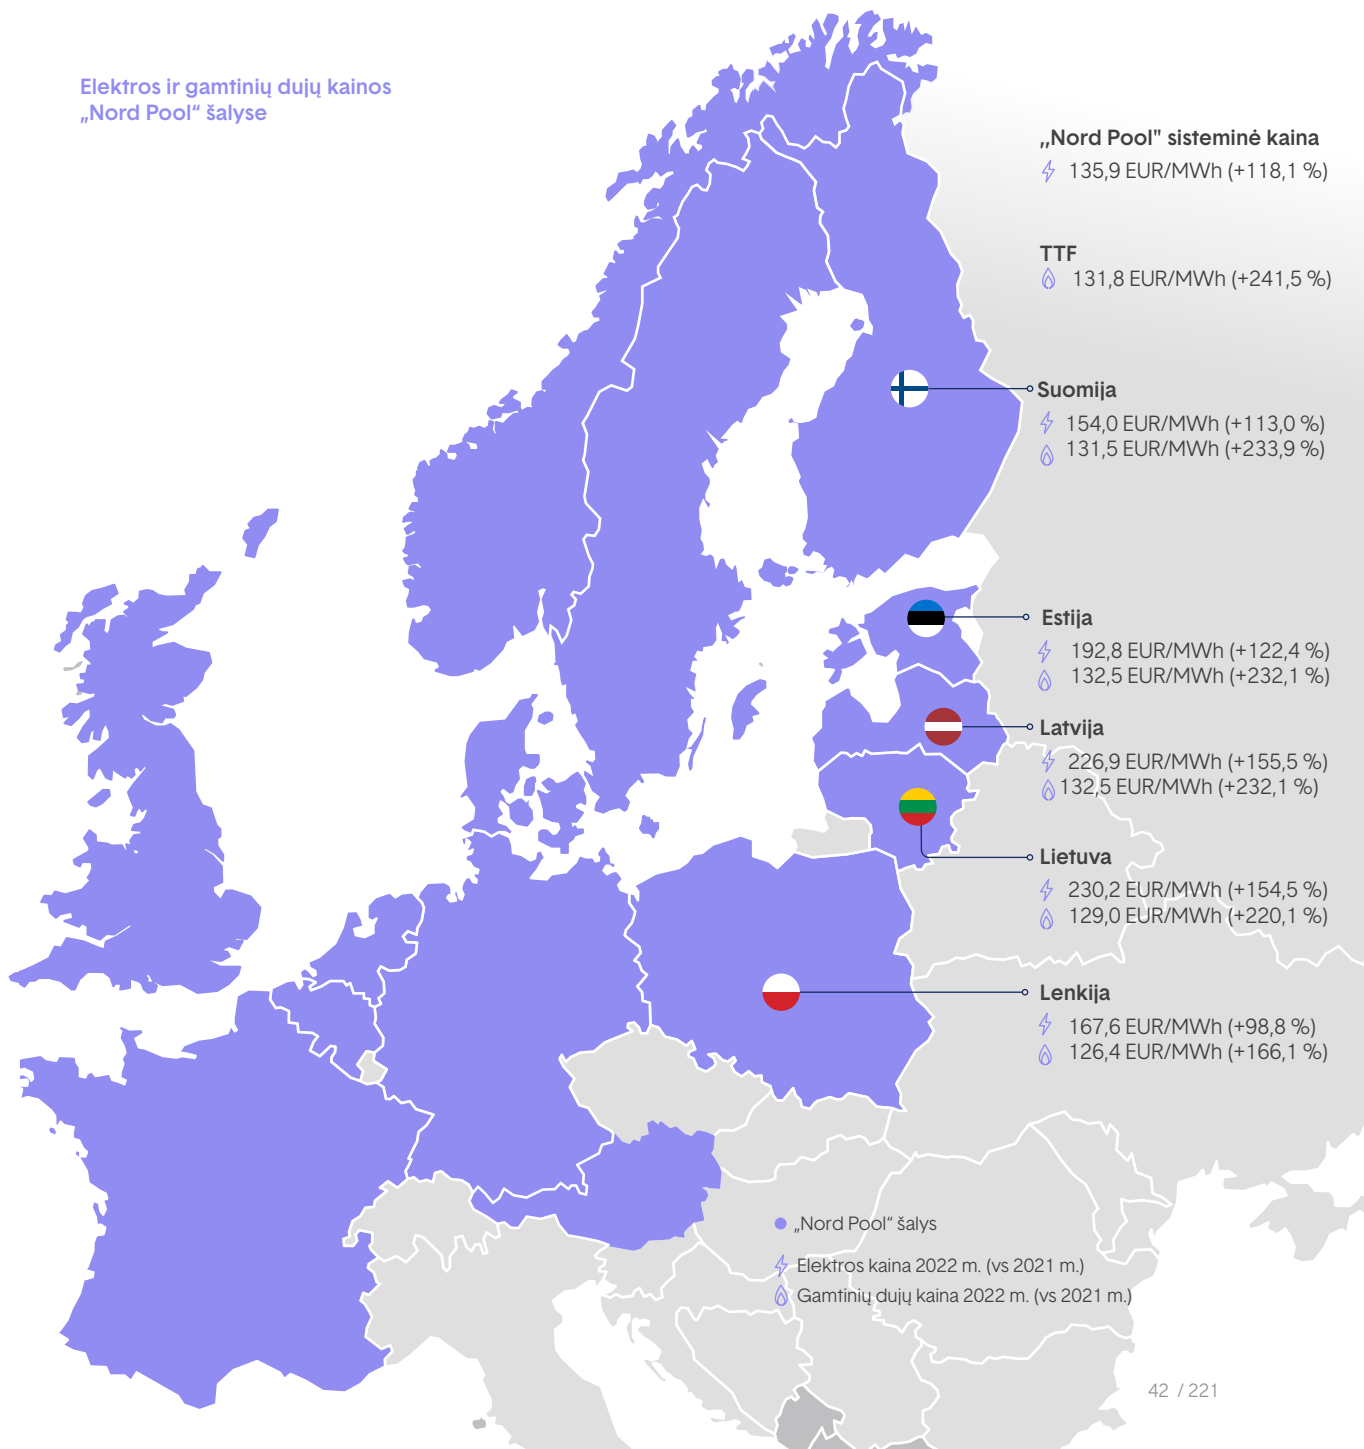 Elektros ir gamtinių dujų kainos
„Nord Pool“ šalyse
,,Nord Pool" sisteminė kaina
135,9 EUR/MWh (+118,1 %)
TTF
131,8 EUR/MWh (+241,5 %)
Suomija
154,0 EUR/MWh (+113,0 %)
131,5 EUR/MWh (+233,9 %)
Estija
192,8 EUR/MWh (+122,4 %)
132,5 EUR/MWh (+232,1 %)
Latvija
226,9 EUR/MWh (+155,5 %)
132,5 EUR/MWh (+232,1 %)
Lietuva
230,2 EUR/MWh (+154,5 %)
129,0 EUR/MWh (+220,1 %)
Lenkija
167,6 EUR/MWh (+98,8 %)
126,4 EUR/MWh (+166,1 %)
„Nord Pool“ šalys
Elektros kaina 2022 m. (vs 2021 m.)
Gamtinių dujų kaina 2022 m. (vs 2021 m.)
42 / 221